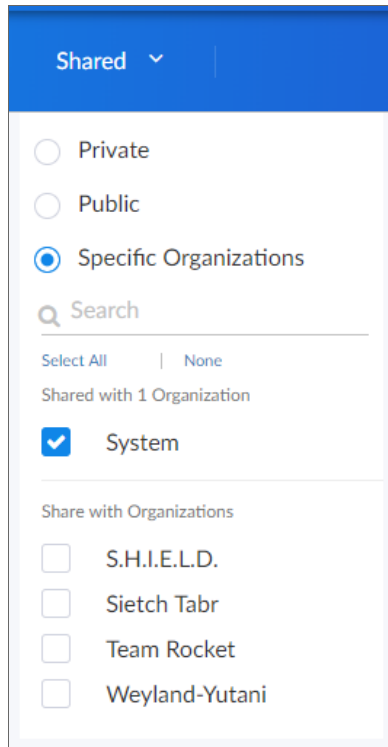 Shared
Private
Public
Specific Organizations
Search
Select All | None
Shared with 1 Organization
System
Share with Organizations
S.H.I.E.L.D.
Sietch Tabr
Team Rocket
Weyland-Yutani